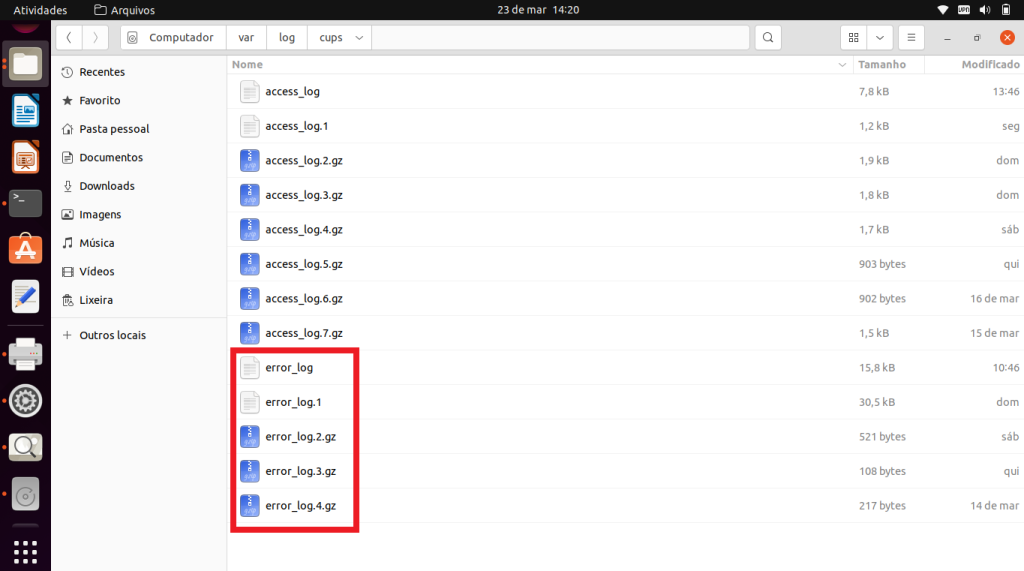 Atividades Arquivos 23 de mar 14:20 VPN
Computador var log cups
Nome Tamanho Modificado
Recentes
Favorito
Pasta pessoal
Documentos
Downloads
Imagens
Música
Vídeos
Lixeira
Outros locais
access_log 7,8 kB 13:46
access_log.1 1,2 kB seg
access_log.2.gz 1,9 kB dom
access_log.3.gz 1,8 kB dom
access_log.4.gz 1,7 kB sáb
access_log.5.gz 903 bytes qui
access_log.6.gz 902 bytes 16 de mar
access_log.7.gz 1,5 kB 15 de mar
error_log 15,8 kB 10:46
error_log.1 30,5 kB dom
error_log.2.gz 521 bytes sáb
error_log.3.gz 108 bytes qui
error_log.4.gz 217 bytes 14 de mar